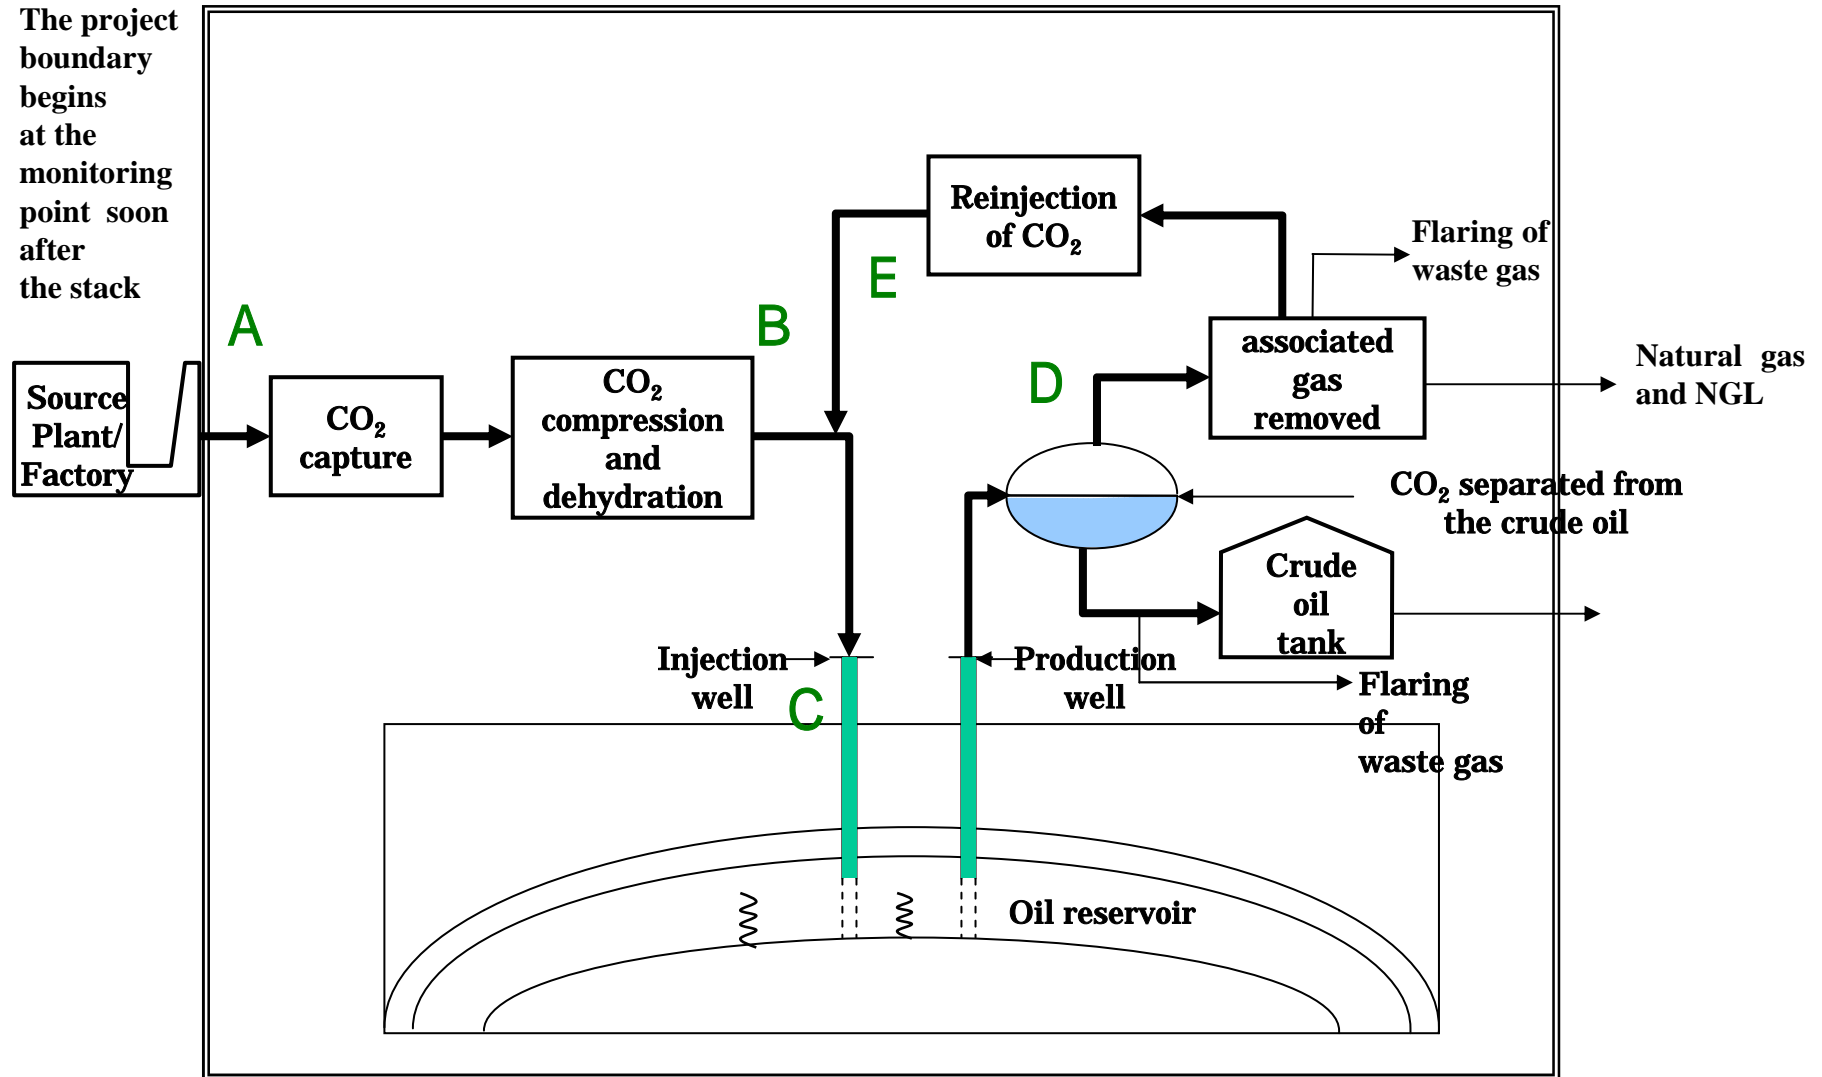 The project
boundary
begins
at the
monitoring
point soon
after
the stack
A
Source
Plant/
Factory
CO₂
capture
CO₂
compression
and
dehydration
B
E
Reinjection
of CO₂
Flaring of
waste gas
D
associated
gas
removed
Natural gas
and NGL
CO₂ separated from
the crude oil
Crude
oil
tank
Injection
well
C
Production
well
Flaring
of
waste gas
Oil reservoir